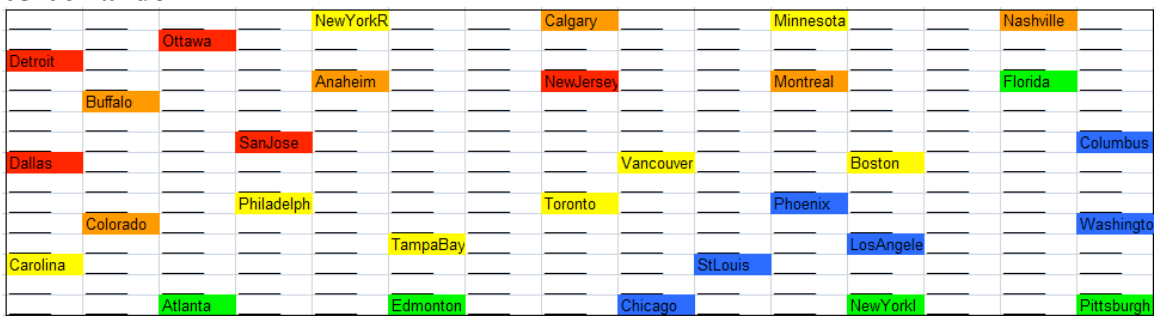 NewYorkR Calgary Minnesota Nashville
Ottawa
Detroit
Anaheim NewJersey Montreal Florida
Buffalo
SanJose Columbus
Dallas Vancouver Boston
Philadelph Toronto Phoenix
Colorado Washingto
TampaBay LosAngele
Carolina StLouis
Atlanta Edmonton Chicago NewYorkI Pittsburgh